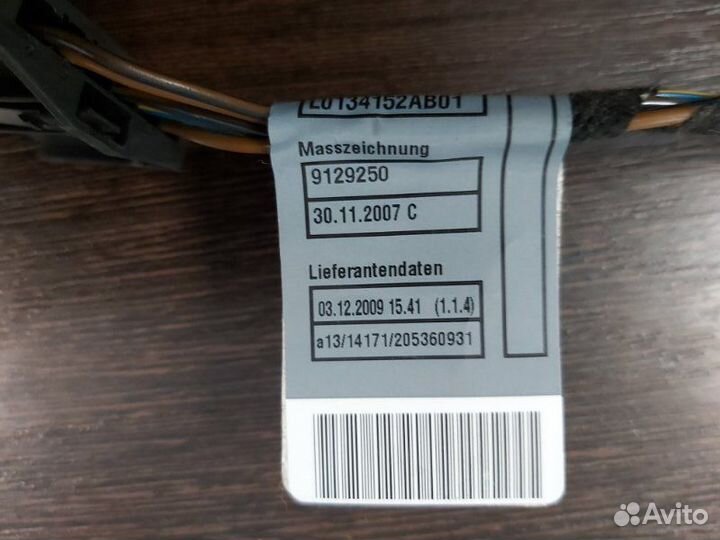 L0134152AB01
Masszeichnung
9129250
30.11.2007 C
Lieferantendaten
03.12.2009 15.41 (1.1.4)
a13/14171/205360931
Avito